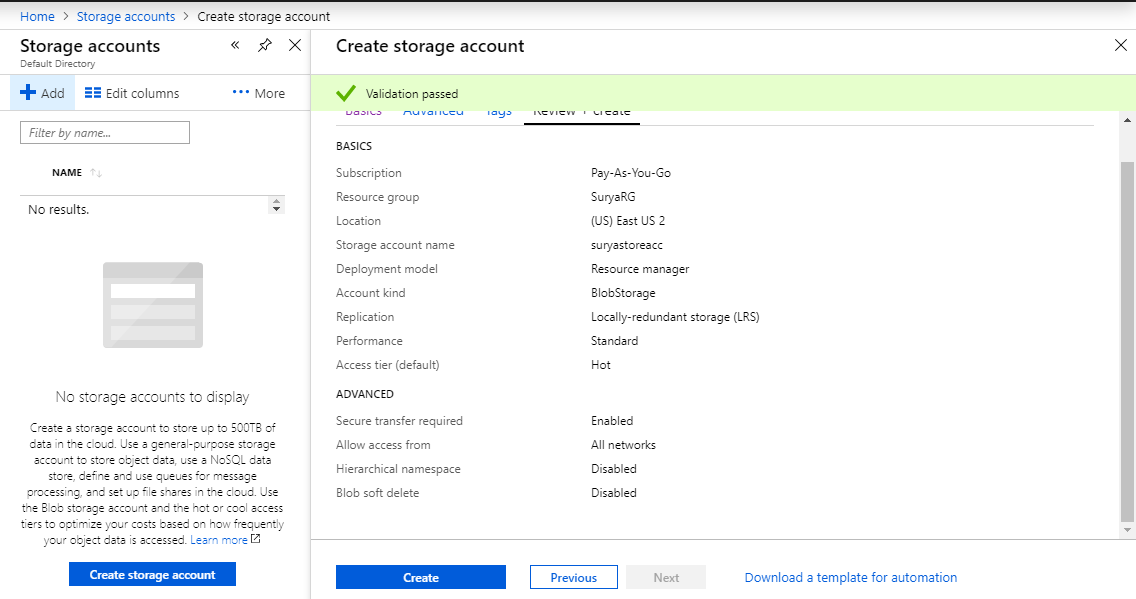 Home > Storage accounts > Create storage account
Storage accounts
Default Directory
Add Edit columns ••• More
Filter by name...
NAME ↑↓
No results.
No storage accounts to display
Create a storage account to store up to 500TB of
data in the cloud. Use a general-purpose storage
account to store object data, use a NoSQL data
store, define and use queues for message
processing, and set up file shares in the cloud. Use
the Blob storage account and the hot or cool access
tiers to optimize your costs based on how frequently
your object data is accessed. Learn more
Create storage account
Create storage account
Validation passed
Basics Advanced Tags Review + create
BASICS
Subscription Pay-As-You-Go
Resource group SuryaRG
Location (US) East US 2
Storage account name suryastoreacc
Deployment model Resource manager
Account kind BlobStorage
Replication Locally-redundant storage (LRS)
Performance Standard
Access tier (default) Hot
ADVANCED
Secure transfer required Enabled
Allow access from All networks
Hierarchical namespace Disabled
Blob soft delete Disabled
Create Previous Next Download a template for automation